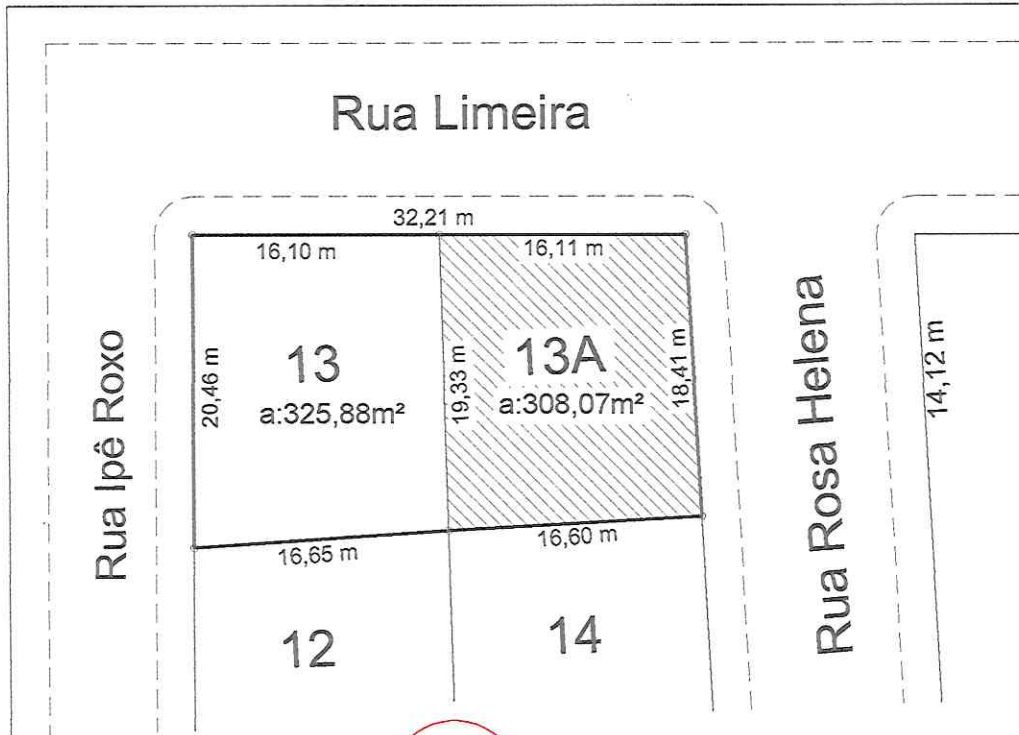 Rua Limeira
32,21 m
16,10 m
16,11 m
Rua Ipê Roxo
20,46 m
13
a:325,88m²
19,33 m
13A
a:308,07m²
18,41 m
Rua Rosa Helena
14,12 m
16,65 m
16,60 m
12
14